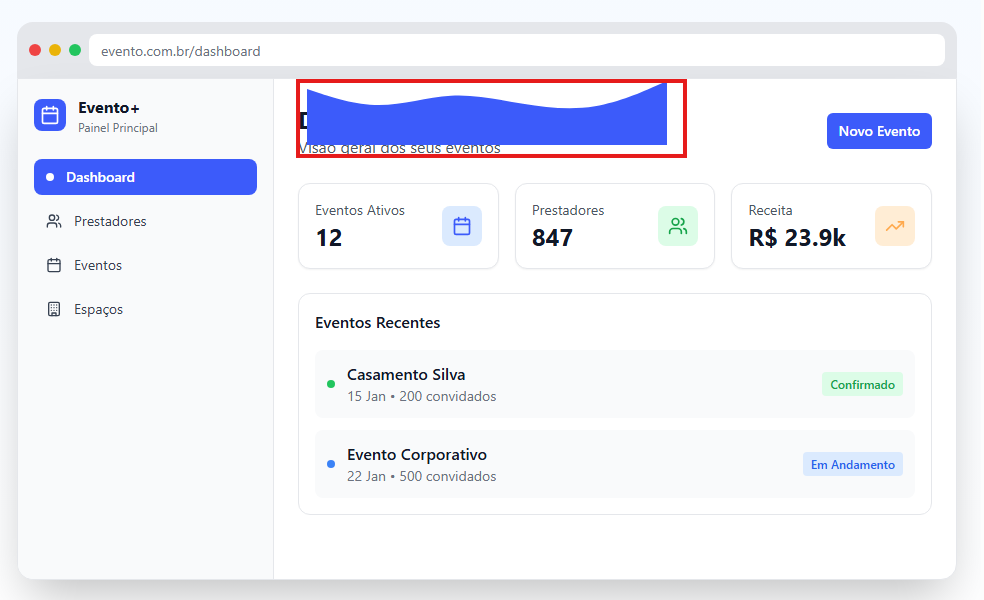 evento.com.br/dashboard
Evento+
Painel Principal
Dashboard
Prestadores
Eventos
Espaços
Visão geral dos seus eventos
Novo Evento
Eventos Ativos
12
Prestadores
847
Receita
R$ 23.9k
Eventos Recentes
Casamento Silva
15 Jan • 200 convidados
Confirmado
Evento Corporativo
22 Jan • 500 convidados
Em Andamento